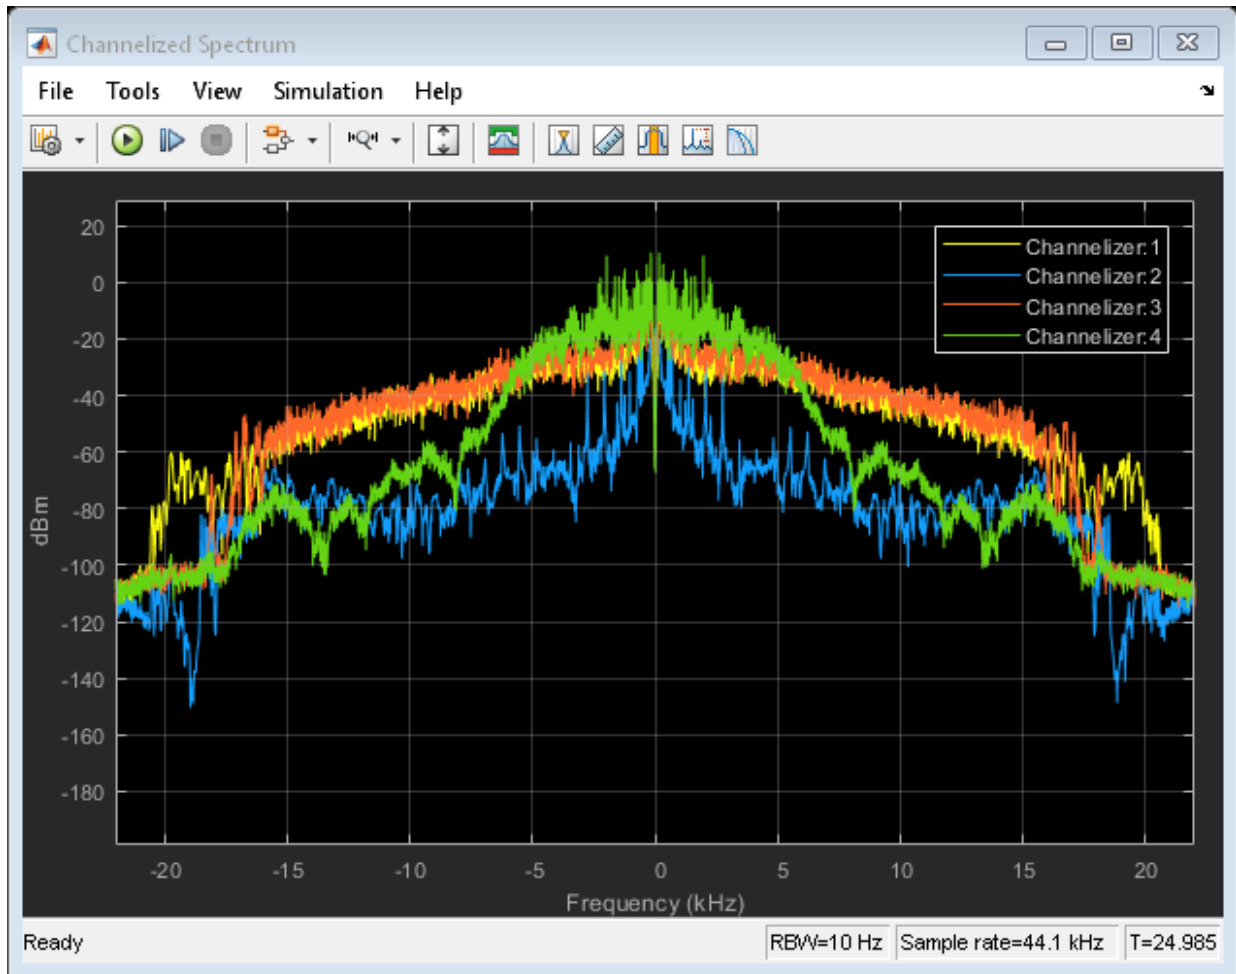 Channelized Spectrum
File Tools View Simulation Help
20
0
-20
-40
-60
-80
-100
-120
-140
-160
-180
dBm
Channelizer:1
Channelizer:2
Channelizer:3
Channelizer:4
-20 -15 -10 -5 0 5 10 15 20
Frequency (kHz)
Ready RBW=10 Hz Sample rate=44.1 kHz T=24.985